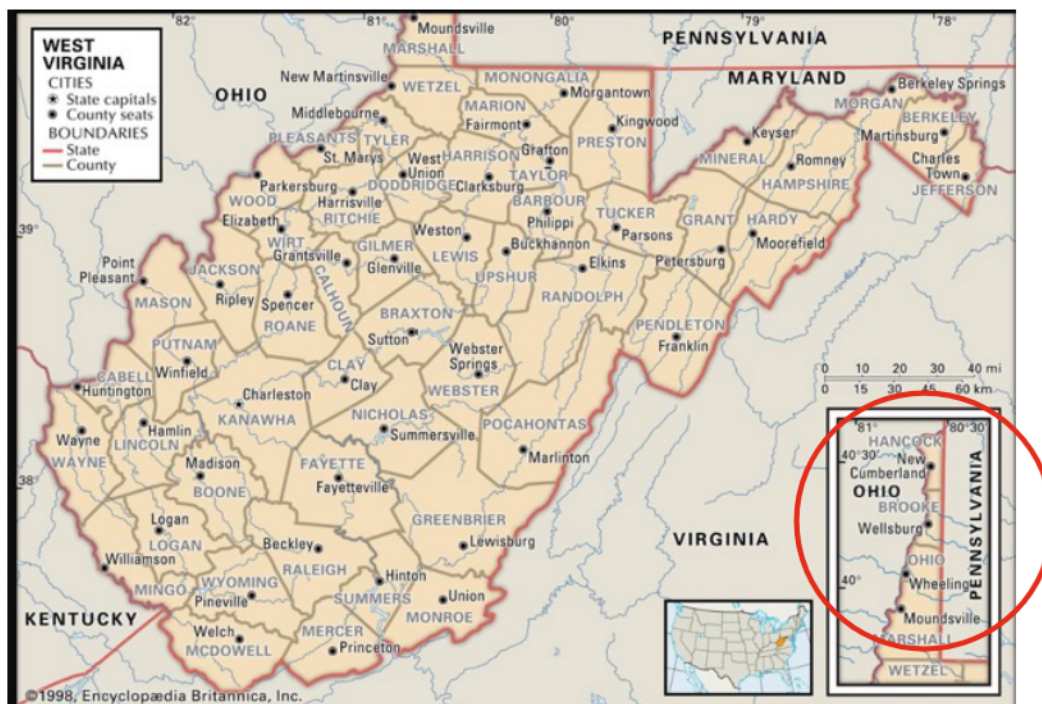 82
81
80
79
78
WEST
VIRGINIA
CITIES
State capitals
County seats
BOUNDARIES
State
County
Moundsville
MARSHALL
PENNSYLVANIA
New Martinsville
WETZEL
MONONGALIA
MARYLAND
Berkeley Springs
OHIO
Morgantown
MORGAN
Middlebourne
MARION
BERKELEY
PLEASANTS
TYLER
Fairmont
Kingwood
Keyser
Martinsburg
St. Marys
West
Union
HARRISON
Grafton
PRESTON
MINERAL
Romney
Charles
Town
Parkersburg
DODDRIDGE
Clarksburg
TAYLOR
HAMPSHIRE
JEFFERSON
WOOD
Harrisville
BARBOUR
Elizabeth
RITCHIE
Philippi
TUCKER
GRANT
HARDY
39°
WIRT
Weston
Parsons
Moorefield
Grantsville
GILMER
Buckhannon
Point
Pleasant
JACKSON
Glenville
LEWIS
Elkins
Petersburg
CALHOUN
UPSHUR
Ripley
Spencer
RANDOLPH
MASON
ROANE
BRAXTON
PENDLETON
PUTNAM
Sutton
Webster
Springs
Franklin
Winfield
CLAY
CABELL
Clay
WEBSTER
0 10 20 30 40 mi
0 15 30 45 60 km
Huntington
Charleston
KANAWHA
NICHOLAS
POCAHONTAS
Hamlin
Summersville
Wayne
LINCOLN
Marlinton
WAYNE
Madison
FAYETTE
38°
BOONE
Fayetteville
GREENBRIER
Logan
LOGAN
Beckley
Lewisburg
VIRGINIA
Williamson
RALEIGH
MINGO
WYOMING
Hinton
Pineville
SUMMERS
Union
KENTUCKY
MONROE
Welch
MERCER
MCDOWELL
Princeton
81°
80°30'
HANCOCK
40°30'
New
Cumberland
OHIO
BROOKE
PENNSYLVANIA
Wellsburg
OHIO
40°
Wheeling
Moundsville
MARSHALL
WETZEL
©1998, Encyclopædia Britannica, Inc.